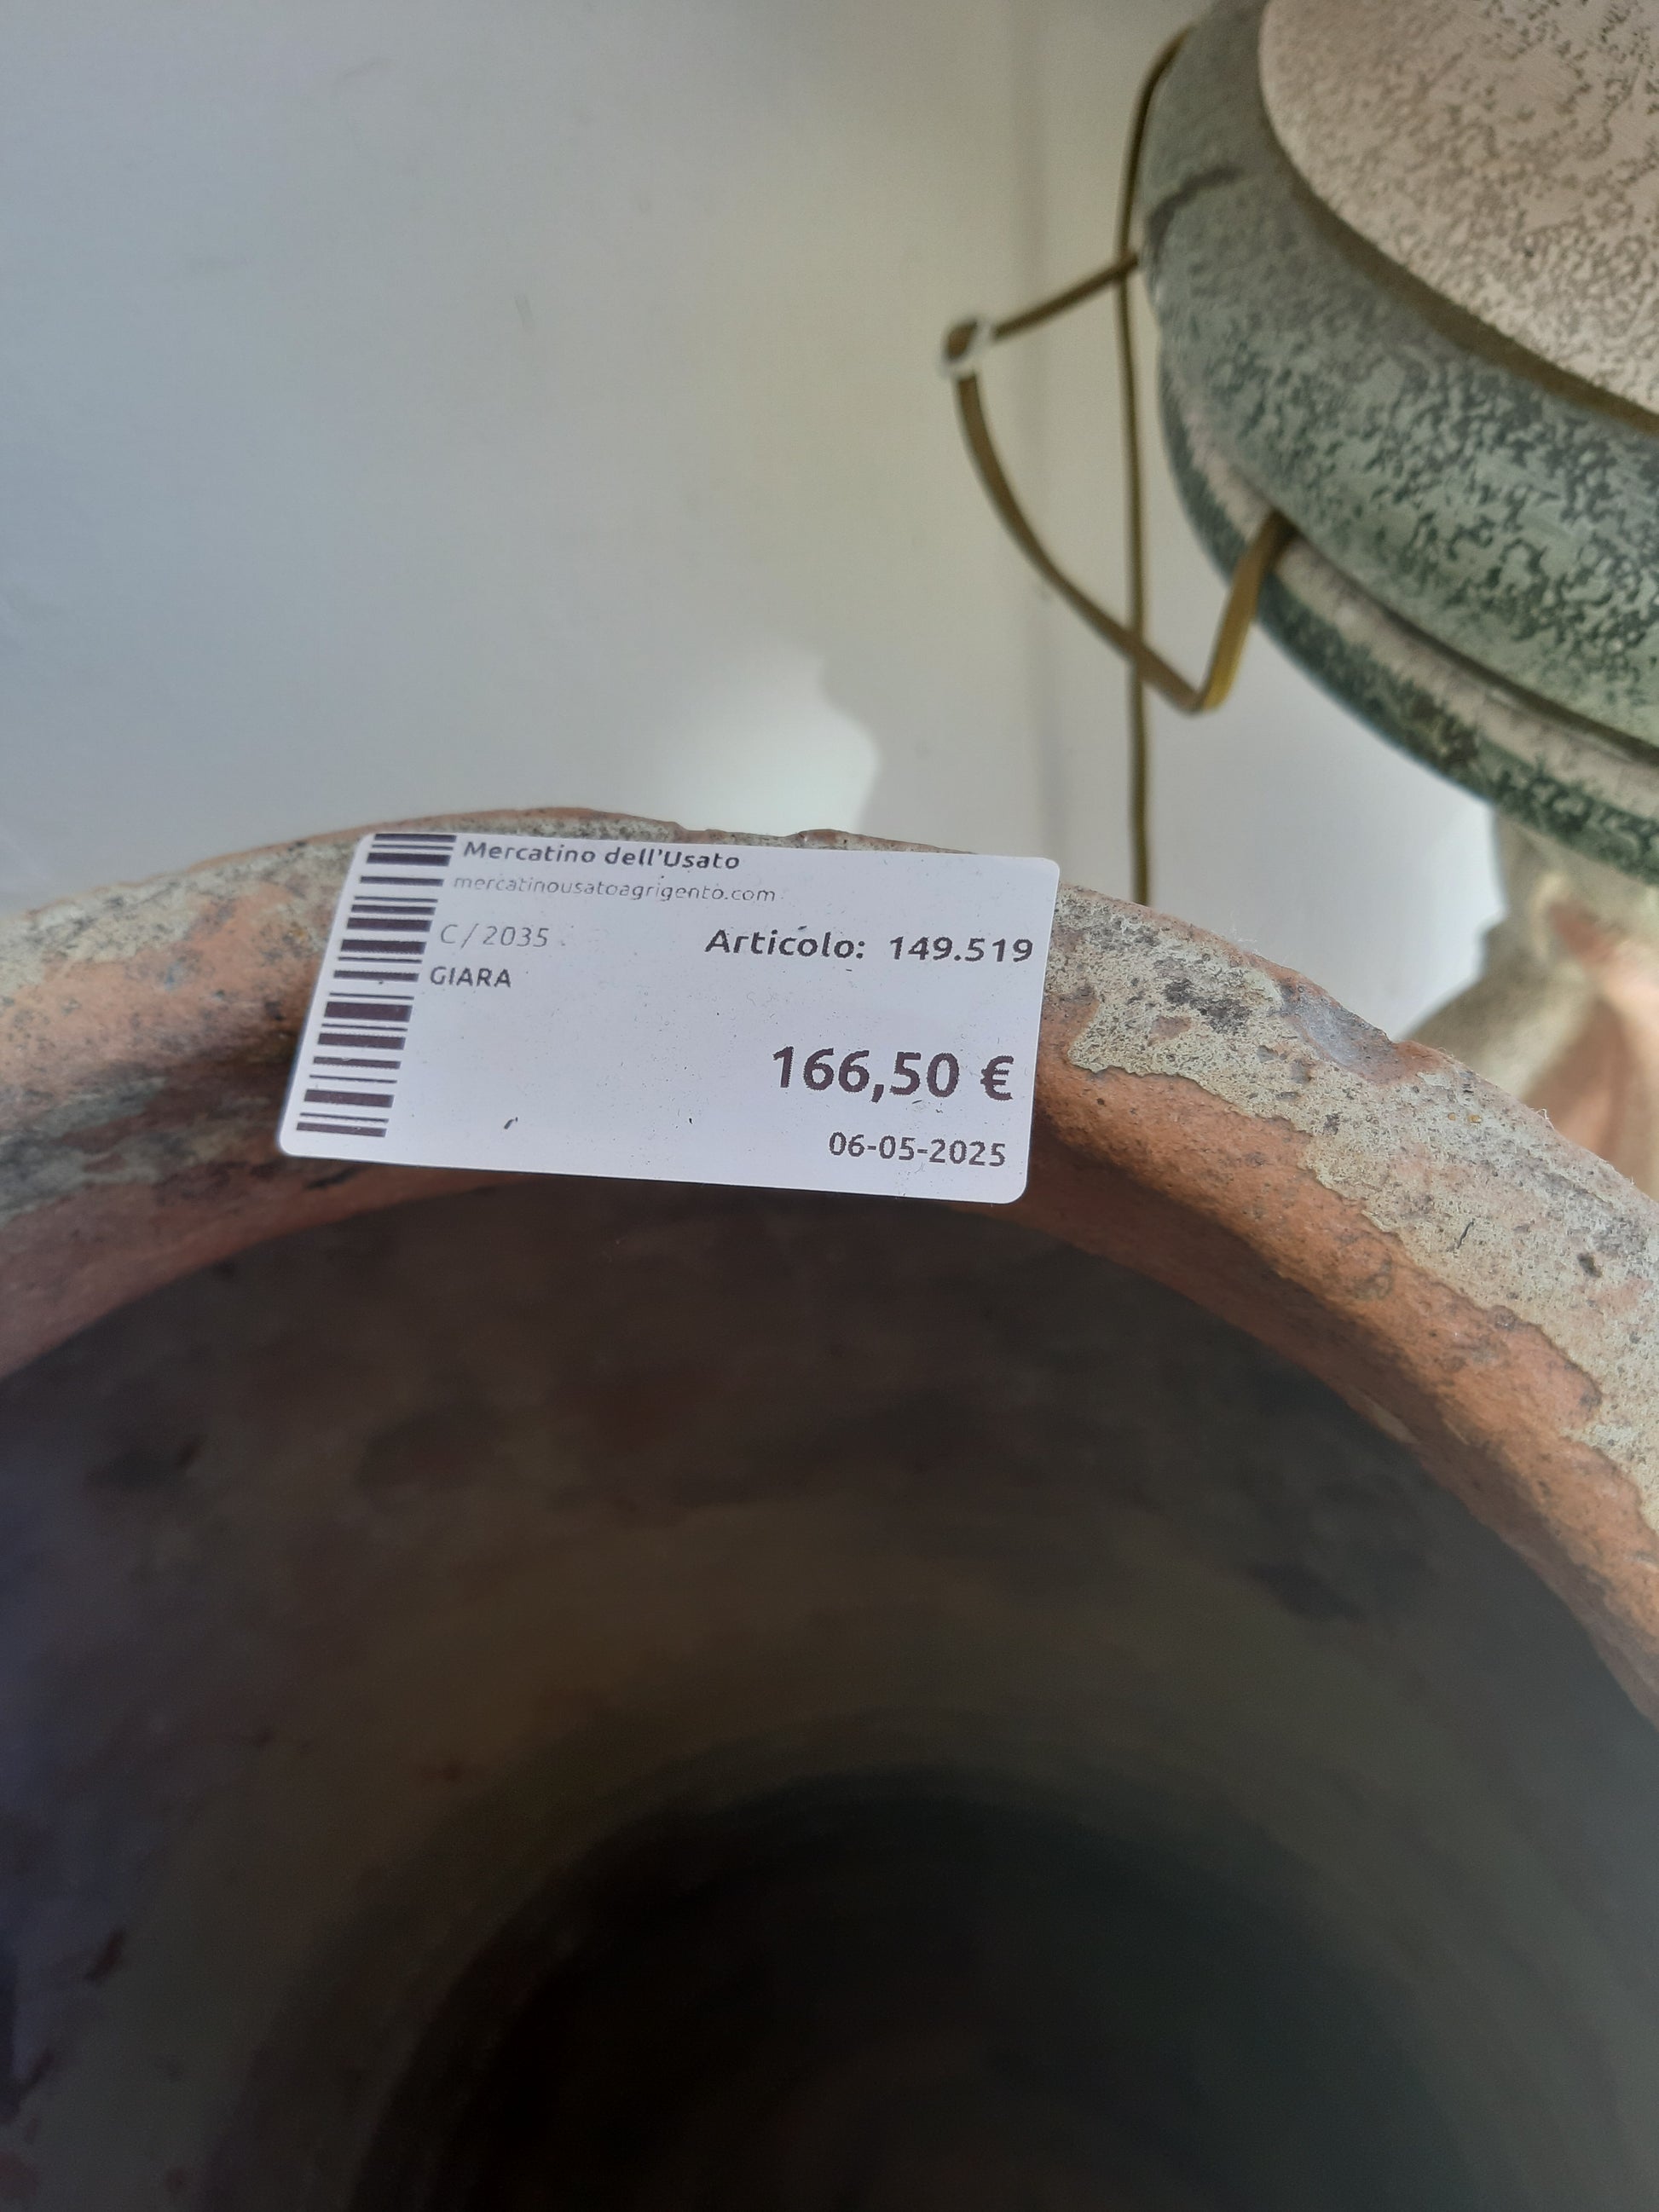 Mercatino dell'Usato
mercatinousatoagrigento.com
C / 2035 Articolo: 149.519
GIARA
166,50 €
06-05-2025